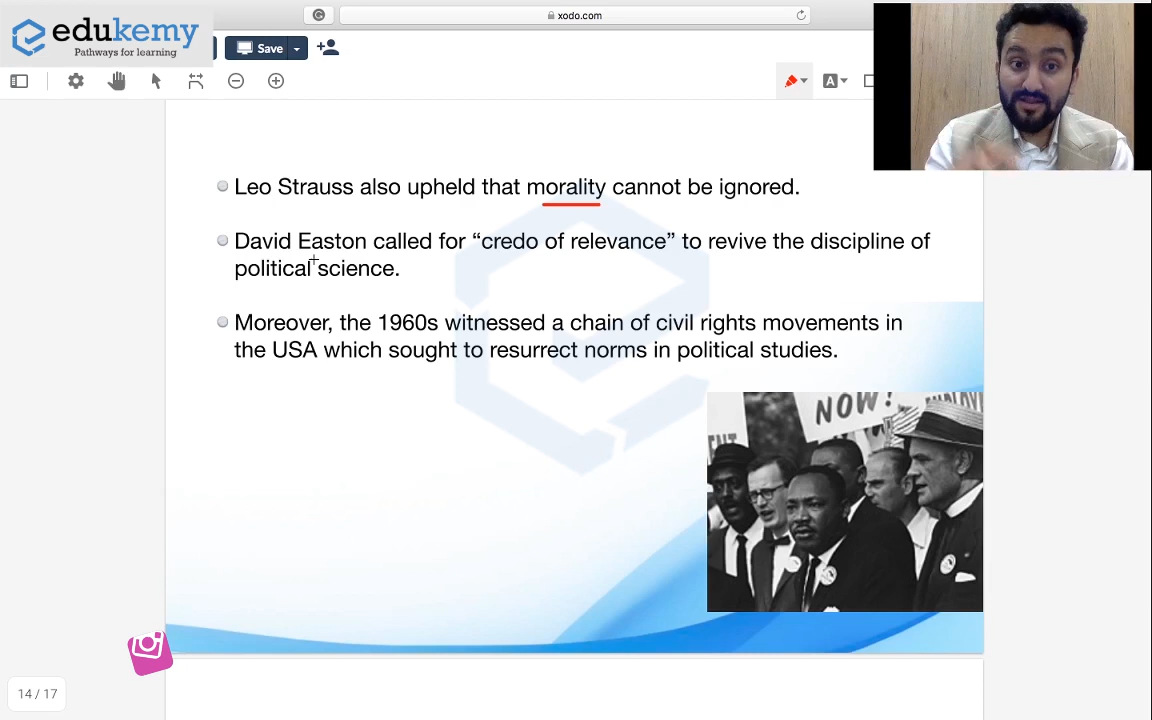 edukemy
Pathways for learning
xodo.com
Save
A
Leo Strauss also upheld that morality cannot be ignored.
David Easton called for “credo of relevance” to revive the discipline of
political science.
Moreover, the 1960s witnessed a chain of civil rights movements in
the USA which sought to resurrect norms in political studies.
NOW!
14 / 17